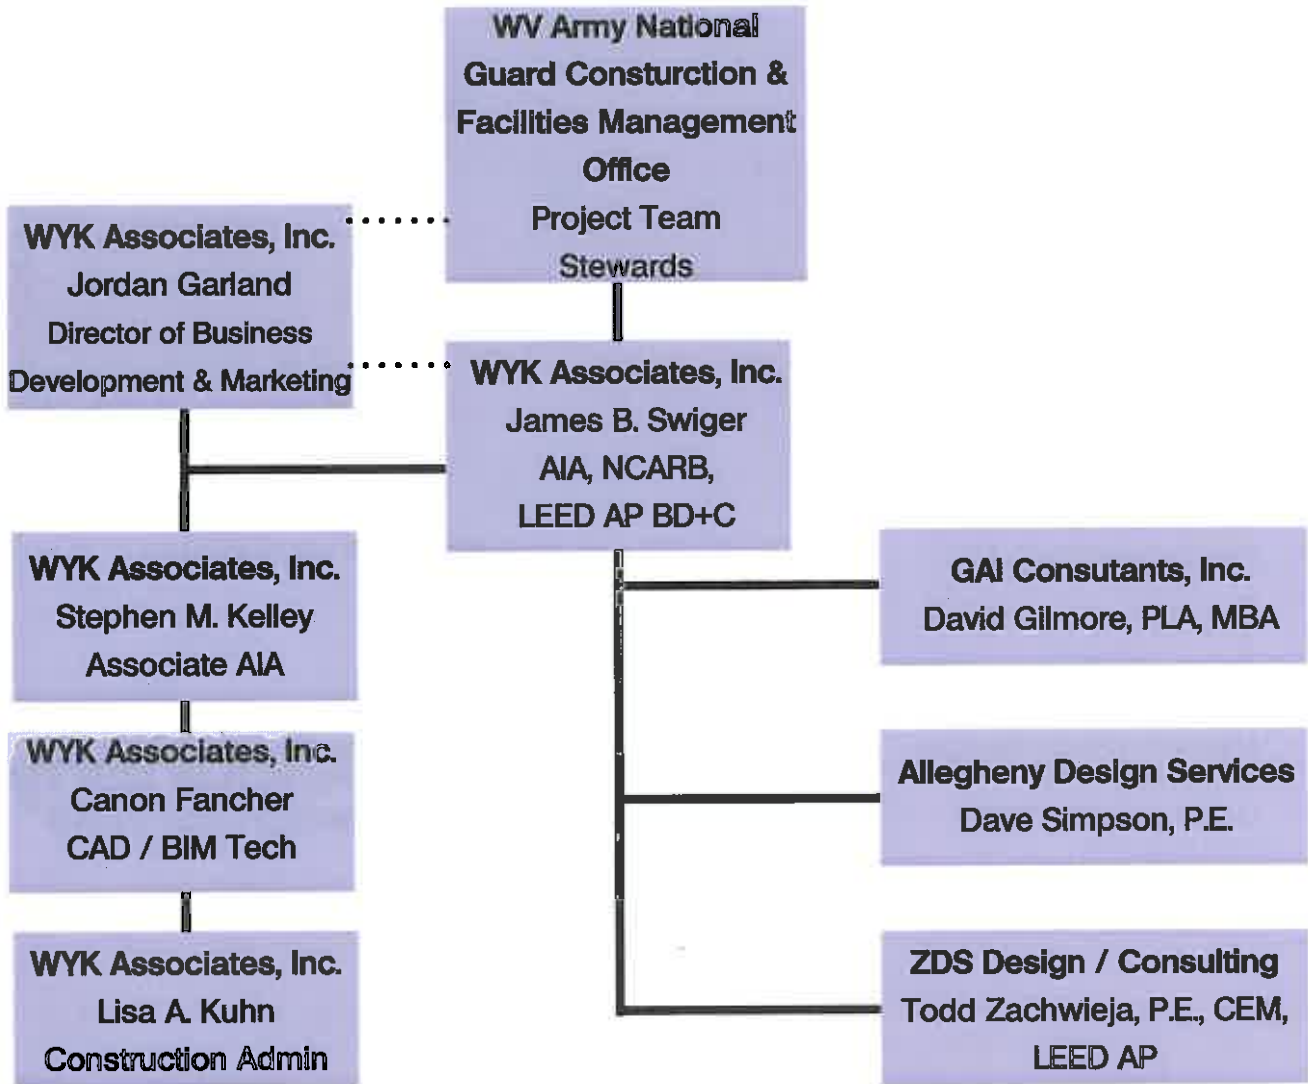 WV Army National
Guard Consturction &
Facilities Management
Office
Project Team
Stewards
WYK Associates, Inc.
Jordan Garland
Director of Business
Development & Marketing
WYK Associates, Inc.
James B. Swiger
AIA, NCARB,
LEED AP BD+C
WYK Associates, Inc.
Stephen M. Kelley
Associate AIA
WYK Associates, Inc.
Canon Fancher
CAD / BIM Tech
WYK Associates, Inc.
Lisa A. Kuhn
Construction Admin
GAI Consutants, Inc.
David Gilmore, PLA, MBA
Allegheny Design Services
Dave Simpson, P.E.
ZDS Design / Consulting
Todd Zachwieja, P.E., CEM,
LEED AP